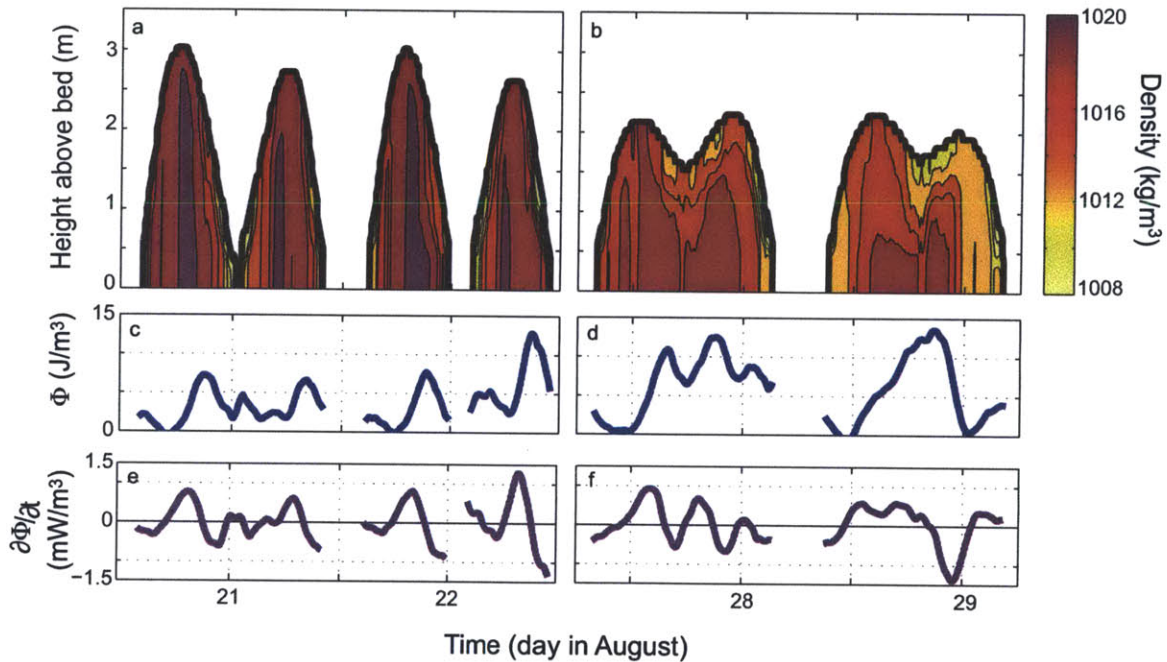 a
b
Height above bed (m)
3
2
1
0
1020
1016
1012
1008
Density (kg/m³)
c
d
Φ (J/m³)
15
0
e
f
∂Φ/∂t
(mW/m³)
1.5
0
−1.5
21
22
28
29
Time (day in August)